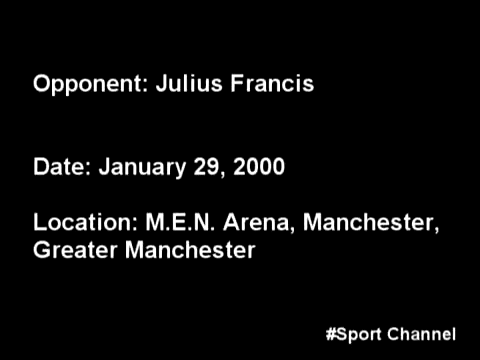 Opponent: Julius Francis
Date: January 29, 2000
Location: M.E.N. Arena, Manchester,
Greater Manchester
#Sport Channel